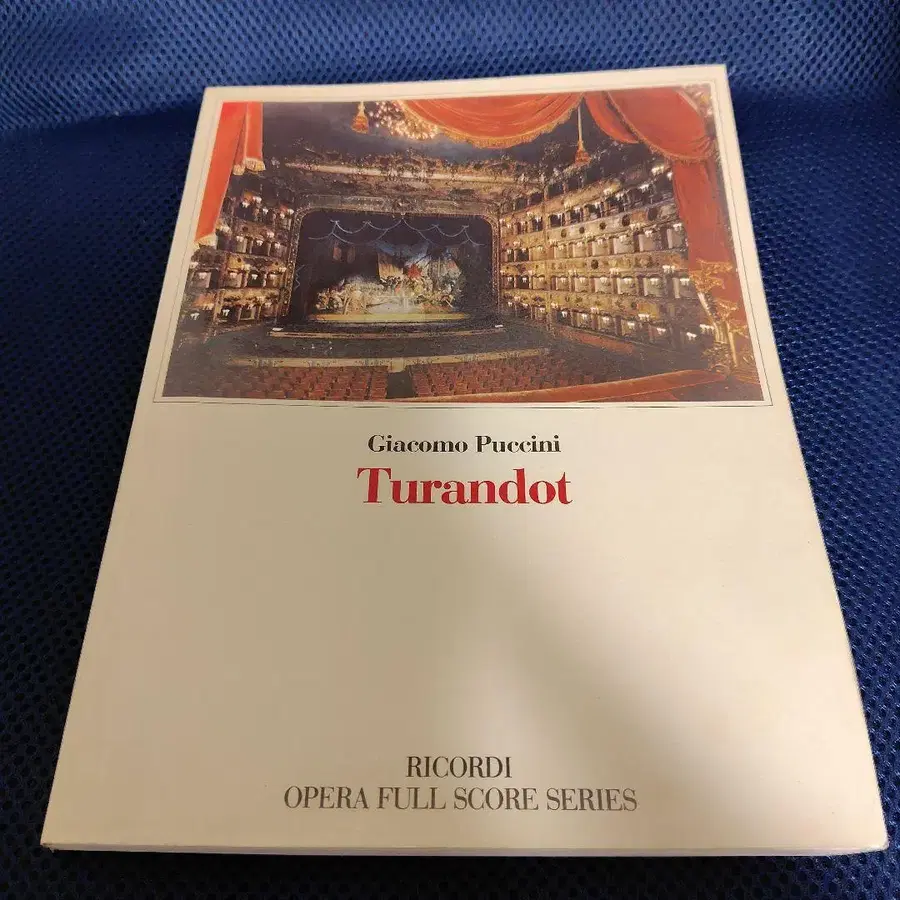 Giacomo Puccini
Turandot
RICORDI
OPERA FULL SCORE SERIES